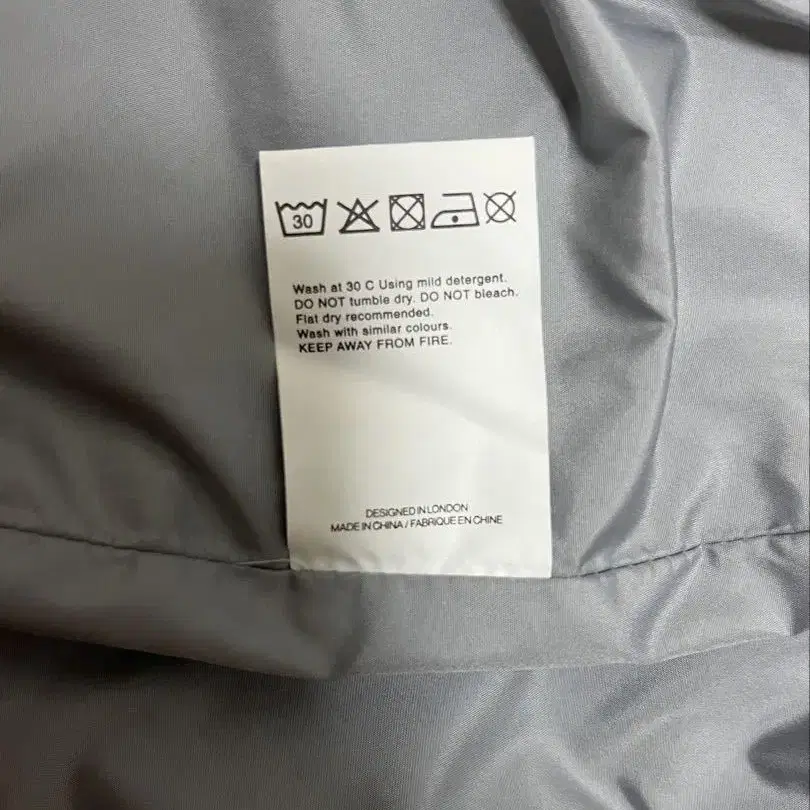 30
Wash at 30 C Using mild detergent.
DO NOT tumble dry. DO NOT bleach.
Flat dry recommended.
Wash with similar colours.
KEEP AWAY FROM FIRE.
DESIGNED IN LONDON
MADE IN CHINA / FABRIQUE EN CHINE